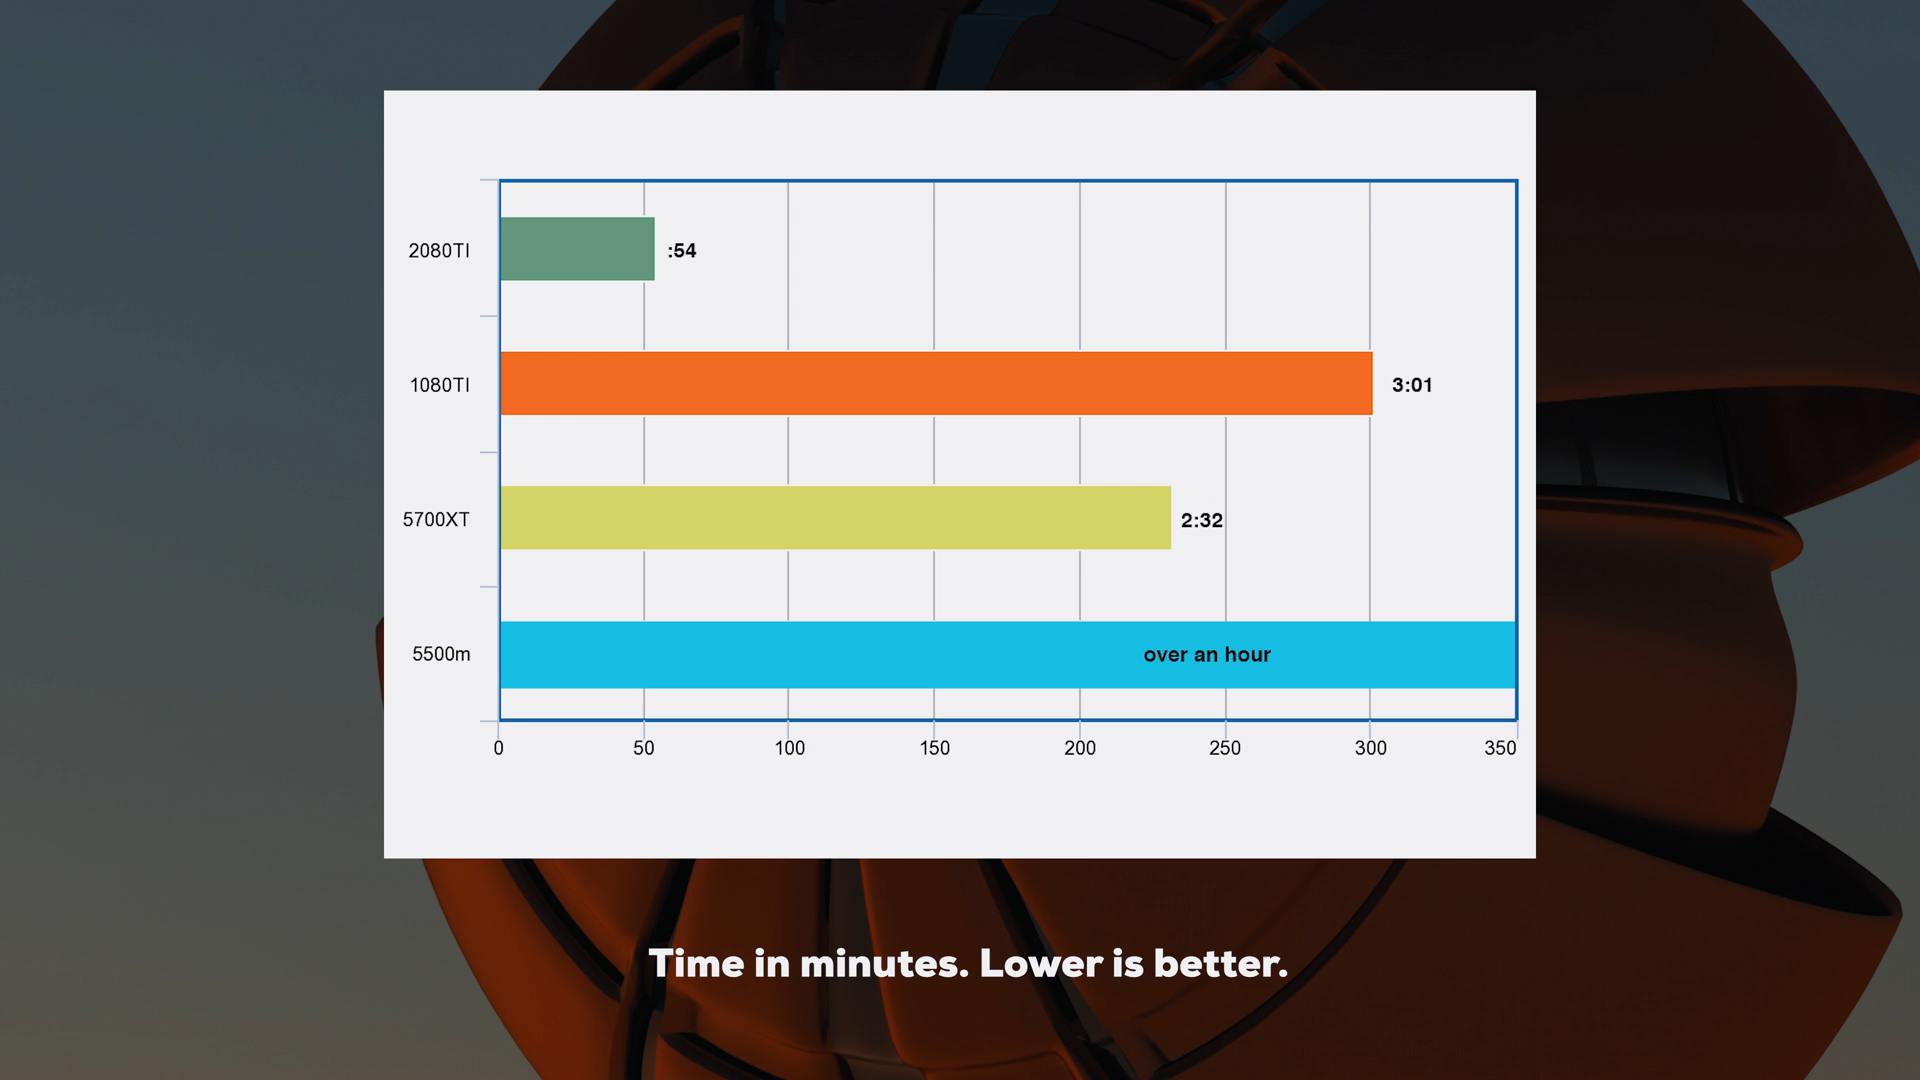 2080TI :54
1080TI 3:01
5700XT 2:32
5500m over an hour
0 50 100 150 200 250 300 350
Time in minutes. Lower is better.